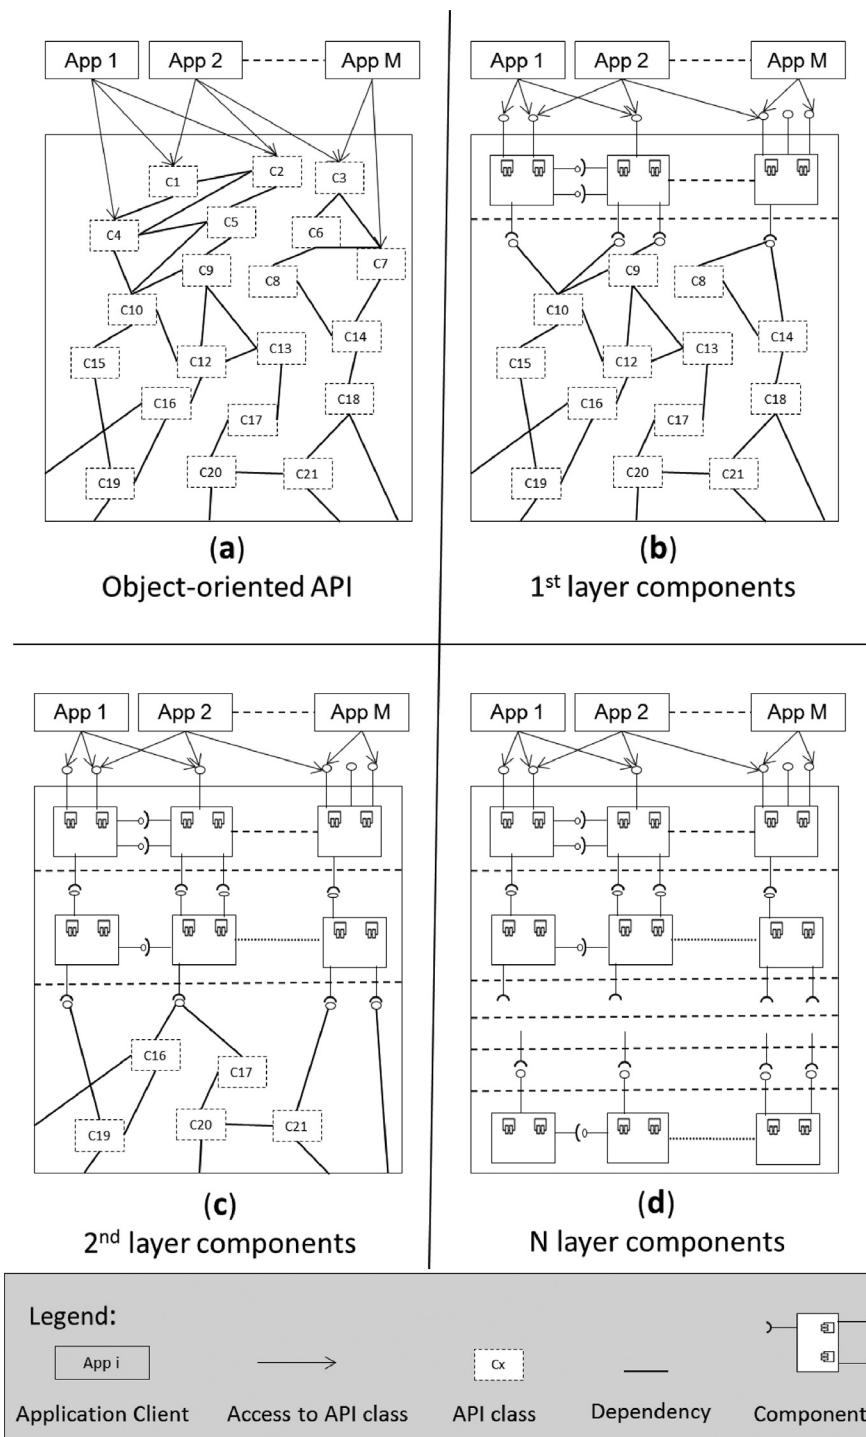 App 1 App 2 App M
C1 C2 C3
C4 C5 C6 C7
C9 C8
C10 C12 C13 C14
C15 C16 C17 C18
C19 C20 C21
(a)
Object-oriented API
App 1 App 2 App M
C9 C8
C10 C12 C13 C14
C15 C16 C17 C18
C19 C20 C21
(b)
1st layer components
App 1 App 2 App M
C16 C17
C19 C20 C21
(c)
2nd layer components
App 1 App 2 App M
(d)
N layer components
Legend:
App i Cx
Application Client Access to API class API class Dependency Component